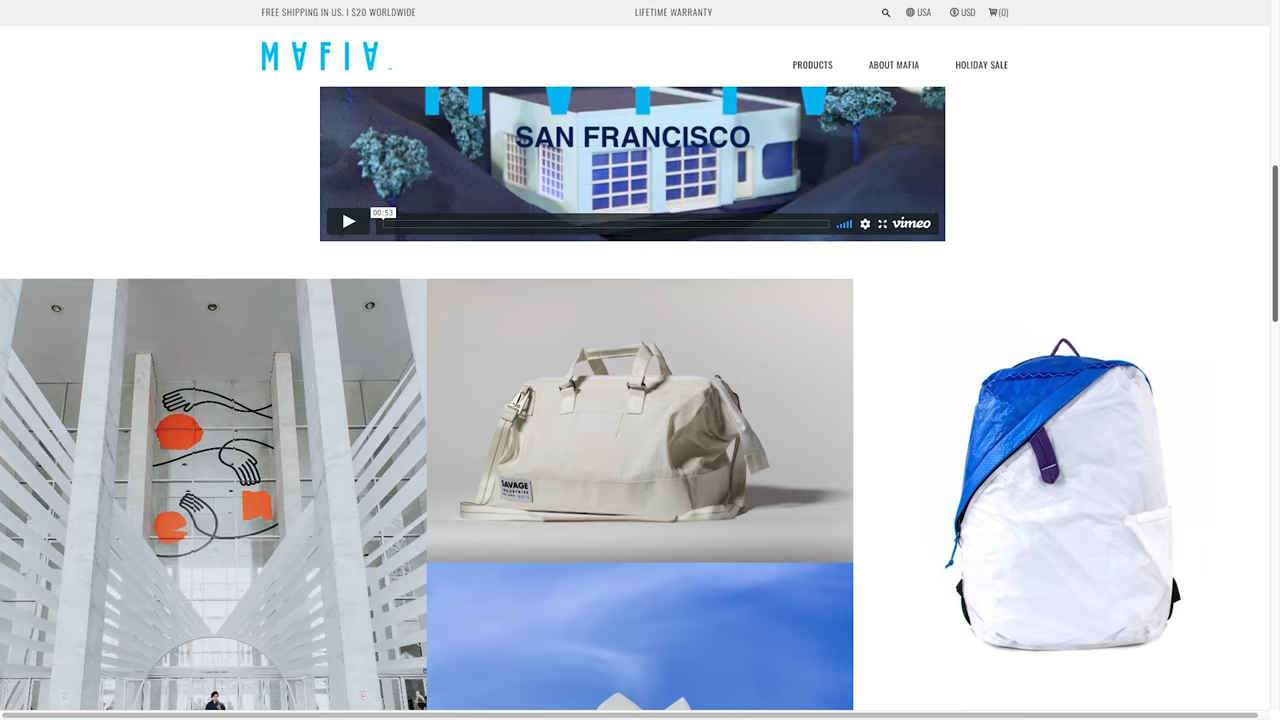 FREE SHIPPING IN US. I $20 WORLDWIDE
LIFETIME WARRANTY
USA
USD
(0)
MAFIA
PRODUCTS
ABOUT MAFIA
HOLIDAY SALE
SAN FRANCISCO
00:53
vimeo
SAVAGE
INDUSTRIES